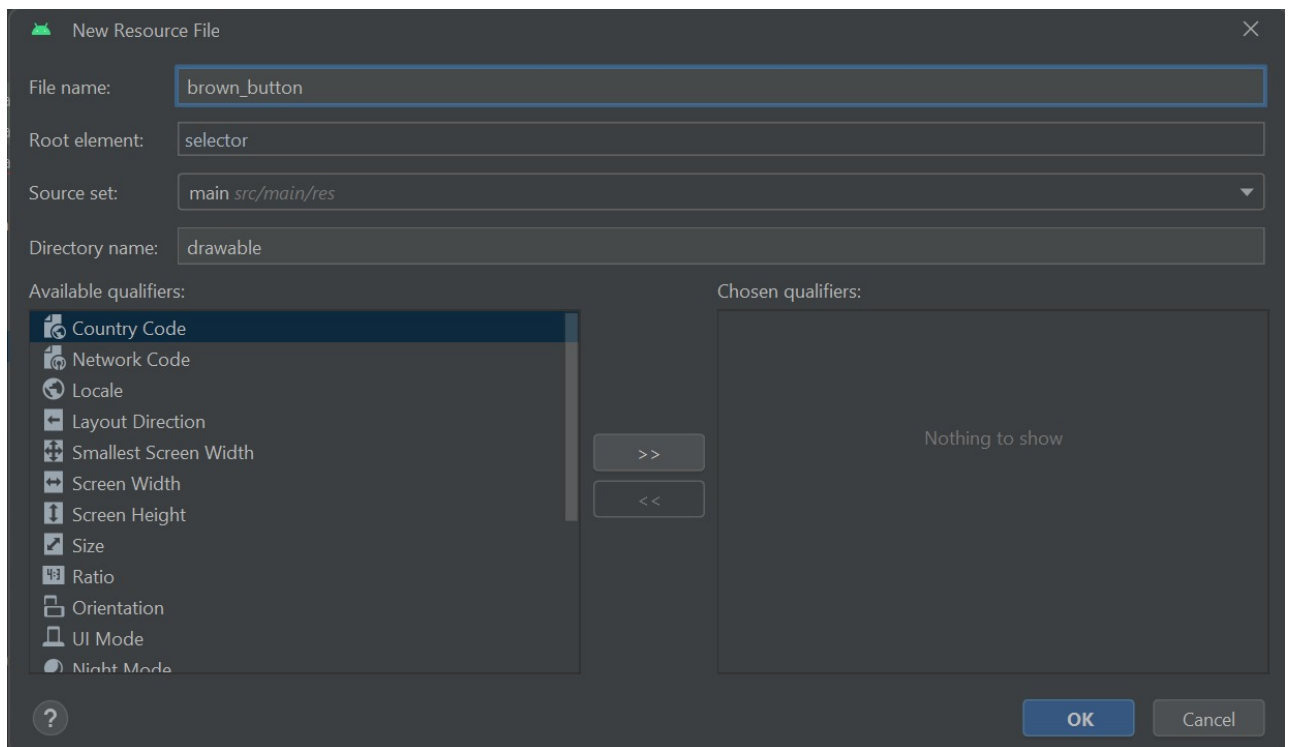 New Resource File
File name: brown_button
Root element: selector
Source set: main src/main/res
Directory name: drawable
Available qualifiers:
Country Code
Network Code
Locale
Layout Direction
Smallest Screen Width
Screen Width
Screen Height
Size
Ratio
Orientation
UI Mode
Night Mode
>>
<<
Chosen qualifiers:
Nothing to show
?
OK Cancel